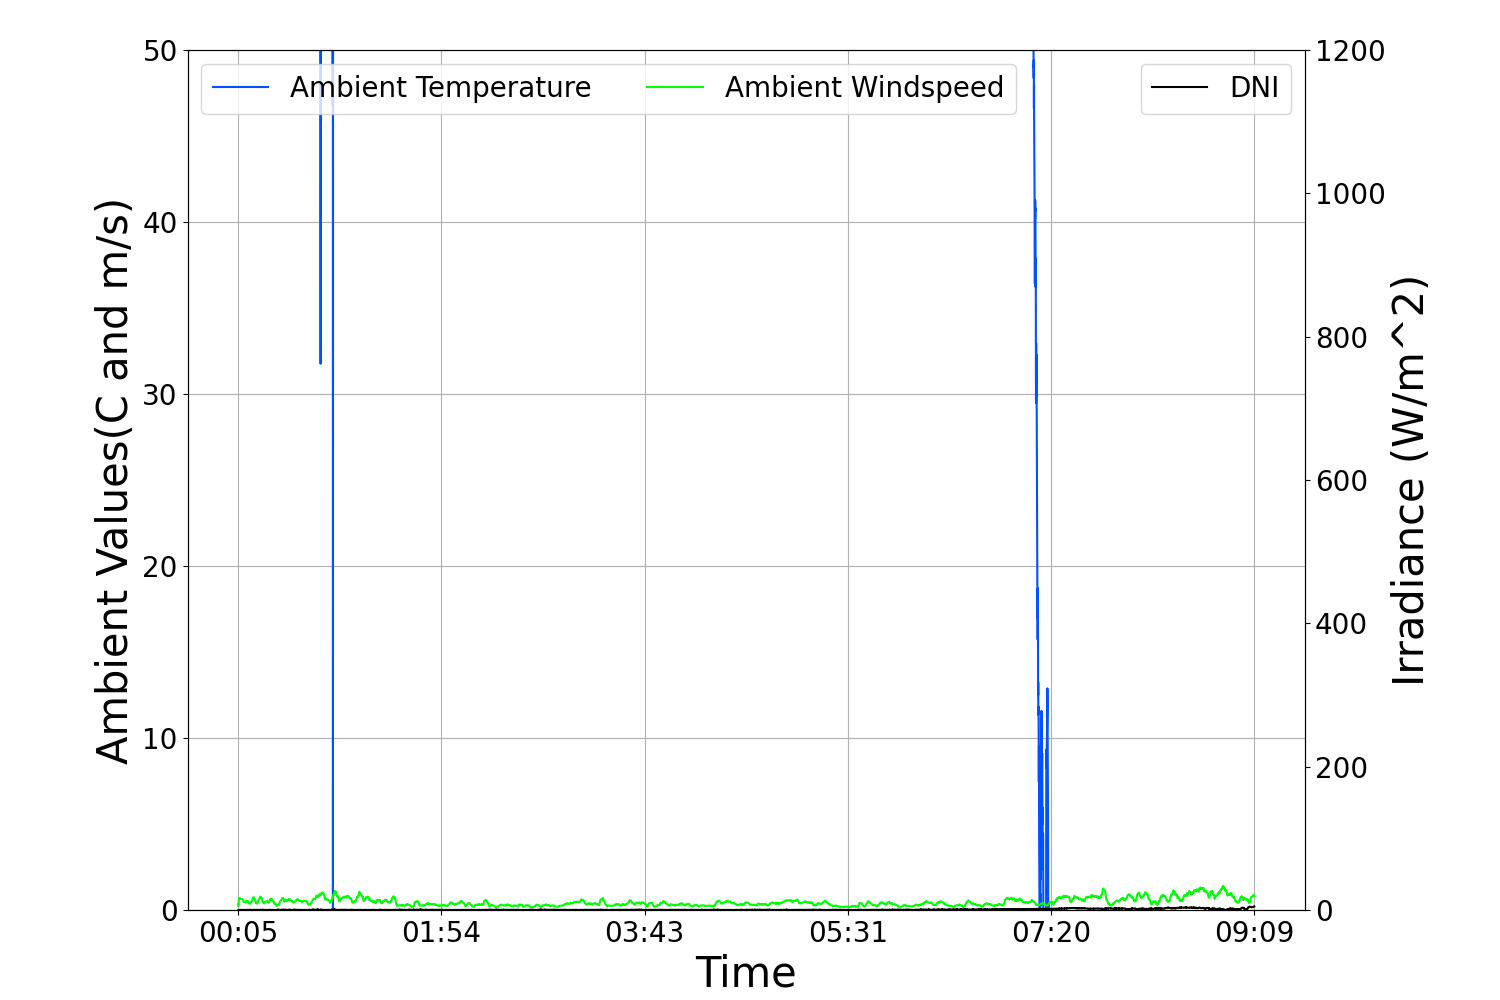 Ambient Temperature
Ambient Windspeed
DNI
50
40
30
20
10
0
Ambient Values(C and m/s)
1200
1000
800
600
400
200
0
Irradiance (W/m^2)
00:05 01:54 03:43 05:31 07:20 09:09
Time